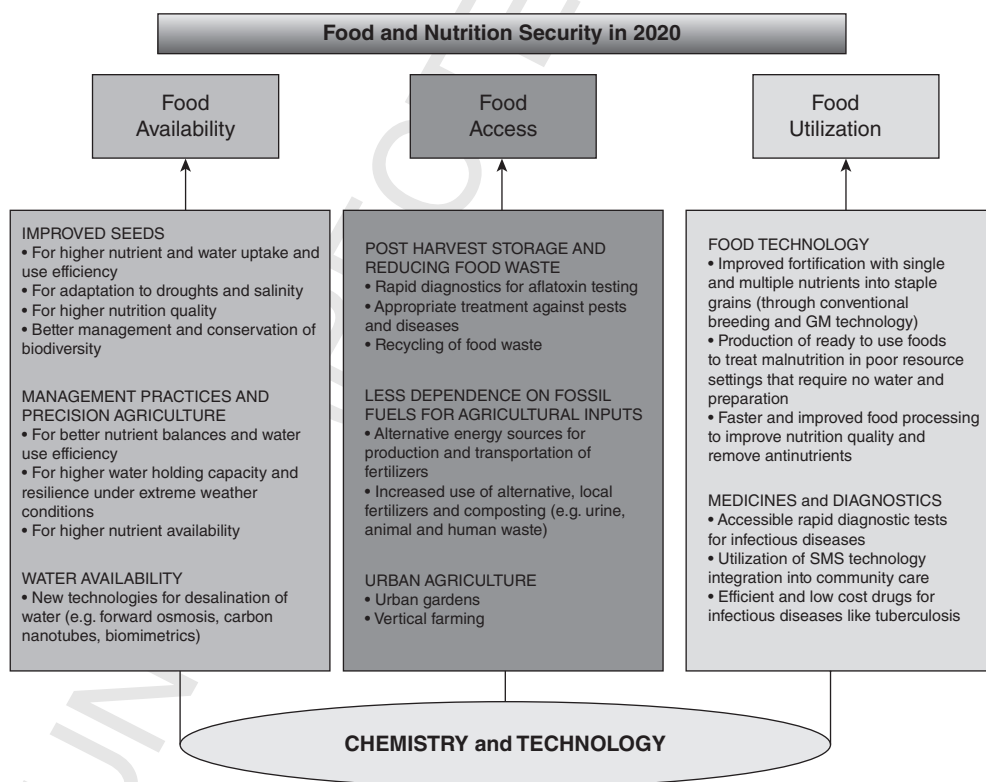 Food and Nutrition Security in 2020
Food
Availability
Food
Access
Food
Utilization
IMPROVED SEEDS
• For higher nutrient and water uptake and
use efficiency
• For adaptation to droughts and salinity
• For higher nutrition quality
• Better management and conservation of
biodiversity
MANAGEMENT PRACTICES AND
PRECISION AGRICULTURE
• For better nutrient balances and water
use efficiency
• For higher water holding capacity and
resilience under extreme weather
conditions
• For higher nutrient availability
WATER AVAILABILITY
• New technologies for desalination of
water (e.g. forward osmosis, carbon
nanotubes, biomimetrics)
POST HARVEST STORAGE AND
REDUCING FOOD WASTE
• Rapid diagnostics for aflatoxin testing
• Appropriate treatment against pests
and diseases
• Recycling of food waste
LESS DEPENDENCE ON FOSSIL
FUELS FOR AGRICULTURAL INPUTS
• Alternative energy sources for
production and transportation of
fertilizers
• Increased use of alternative, local
fertilizers and composting (e.g. urine,
animal and human waste)
URBAN AGRICULTURE
• Urban gardens
• Vertical farming
FOOD TECHNOLOGY
• Improved fortification with single
and multiple nutrients into staple
grains (through conventional
breeding and GM technology)
• Production of ready to use foods
to treat malnutrition in poor resource
settings that require no water and
preparation
• Faster and improved food processing
to improve nutrition quality and
remove antinutrients
MEDICINES and DIAGNOSTICS
• Accessible rapid diagnostic tests
for infectious diseases
• Utilization of SMS technology
integration into community care
• Efficient and low cost drugs for
infectious diseases like tuberculosis
CHEMISTRY and TECHNOLOGY